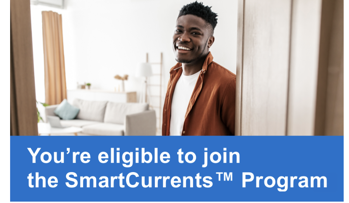 You’re eligible to join
the SmartCurrents™ Program